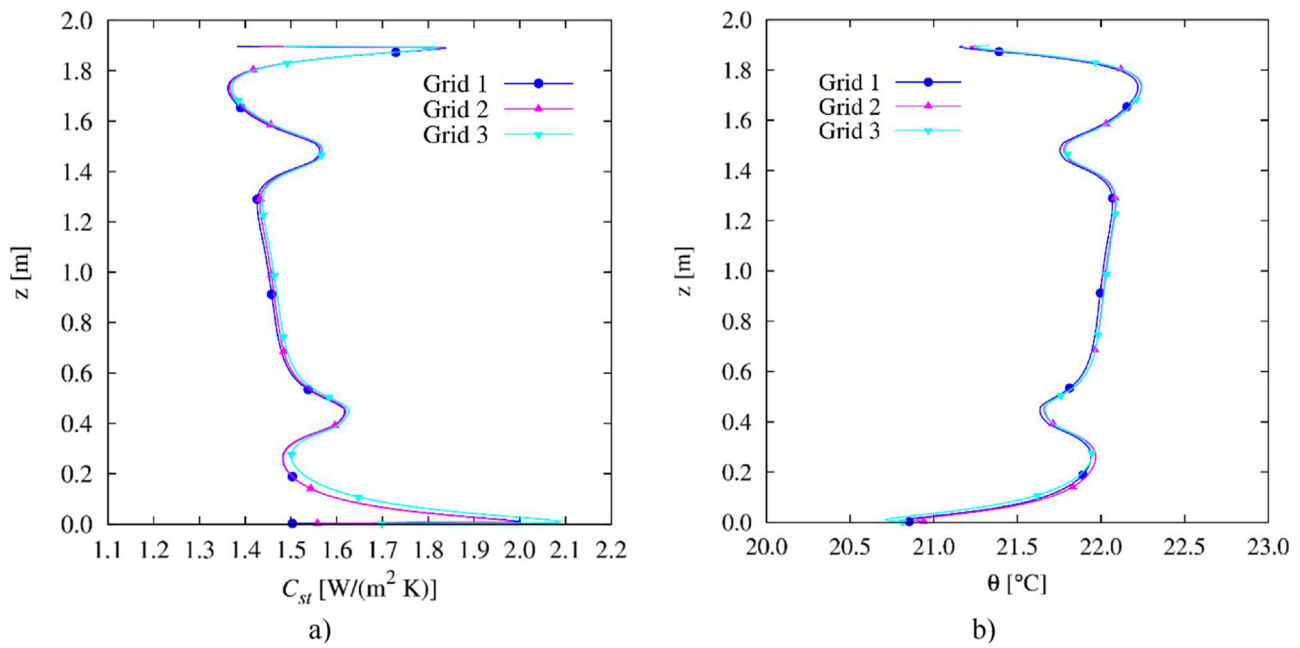 2.0
1.8
1.6
1.4
1.2
1.0
0.8
0.6
0.4
0.2
0.0
z [m]
Grid 1
Grid 2
Grid 3
1.1 1.2 1.3 1.4 1.5 1.6 1.7 1.8 1.9 2.0 2.1 2.2
C_st [W/(m² K)]
a)
2.0
1.8
1.6
1.4
1.2
1.0
0.8
0.6
0.4
0.2
0.0
z [m]
Grid 1
Grid 2
Grid 3
20.0 20.5 21.0 21.5 22.0 22.5 23.0
θ [°C]
b)